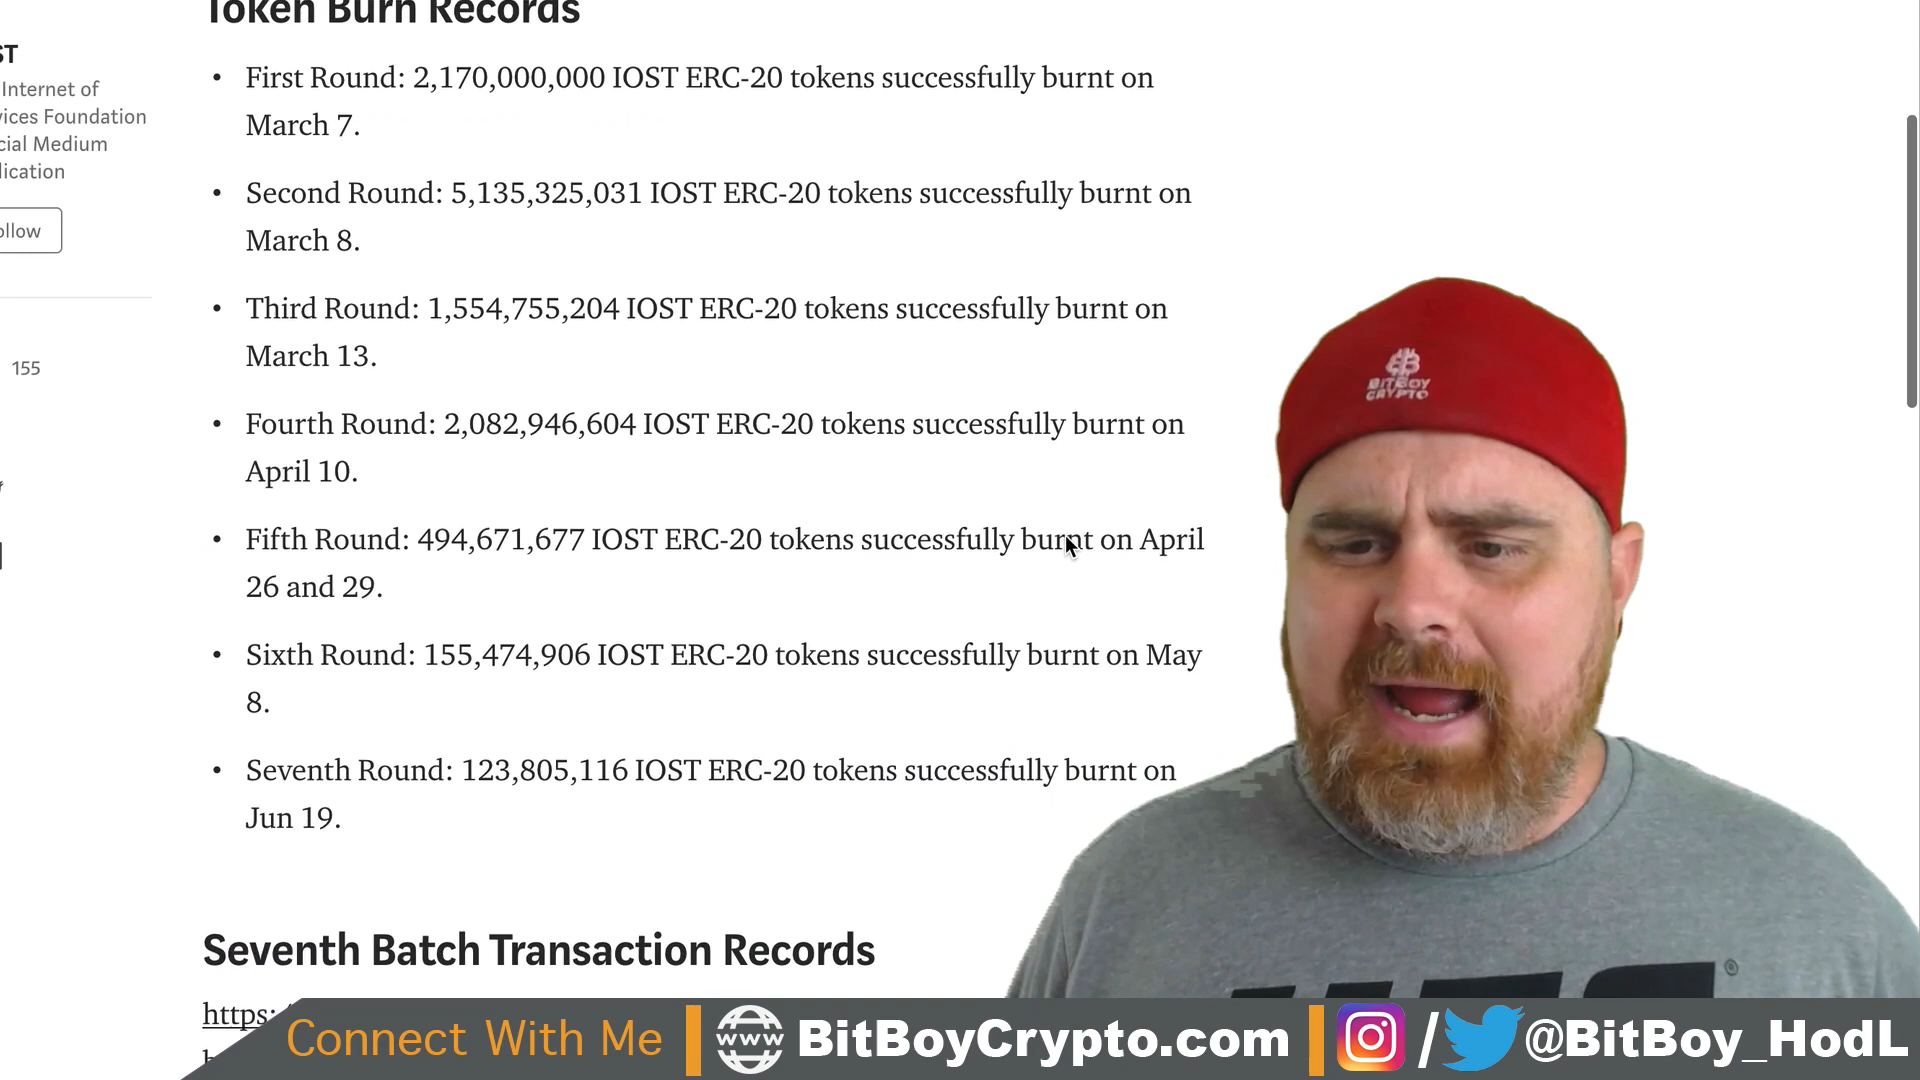 Token Burn Records
ST
Internet of
vices Foundation
cial Medium
lication
ollow
155
• First Round: 2,170,000,000 IOST ERC-20 tokens successfully burnt on
March 7.
• Second Round: 5,135,325,031 IOST ERC-20 tokens successfully burnt on
March 8.
• Third Round: 1,554,755,204 IOST ERC-20 tokens successfully burnt on
March 13.
• Fourth Round: 2,082,946,604 IOST ERC-20 tokens successfully burnt on
April 10.
• Fifth Round: 494,671,677 IOST ERC-20 tokens successfully burnt on April
26 and 29.
• Sixth Round: 155,474,906 IOST ERC-20 tokens successfully burnt on May
8.
• Seventh Round: 123,805,116 IOST ERC-20 tokens successfully burnt on
Jun 19.
BITBOY
CRYPTO
Seventh Batch Transaction Records
https:
Connect With Me | WWW BitBoyCrypto.com | / @BitBoy_HodL